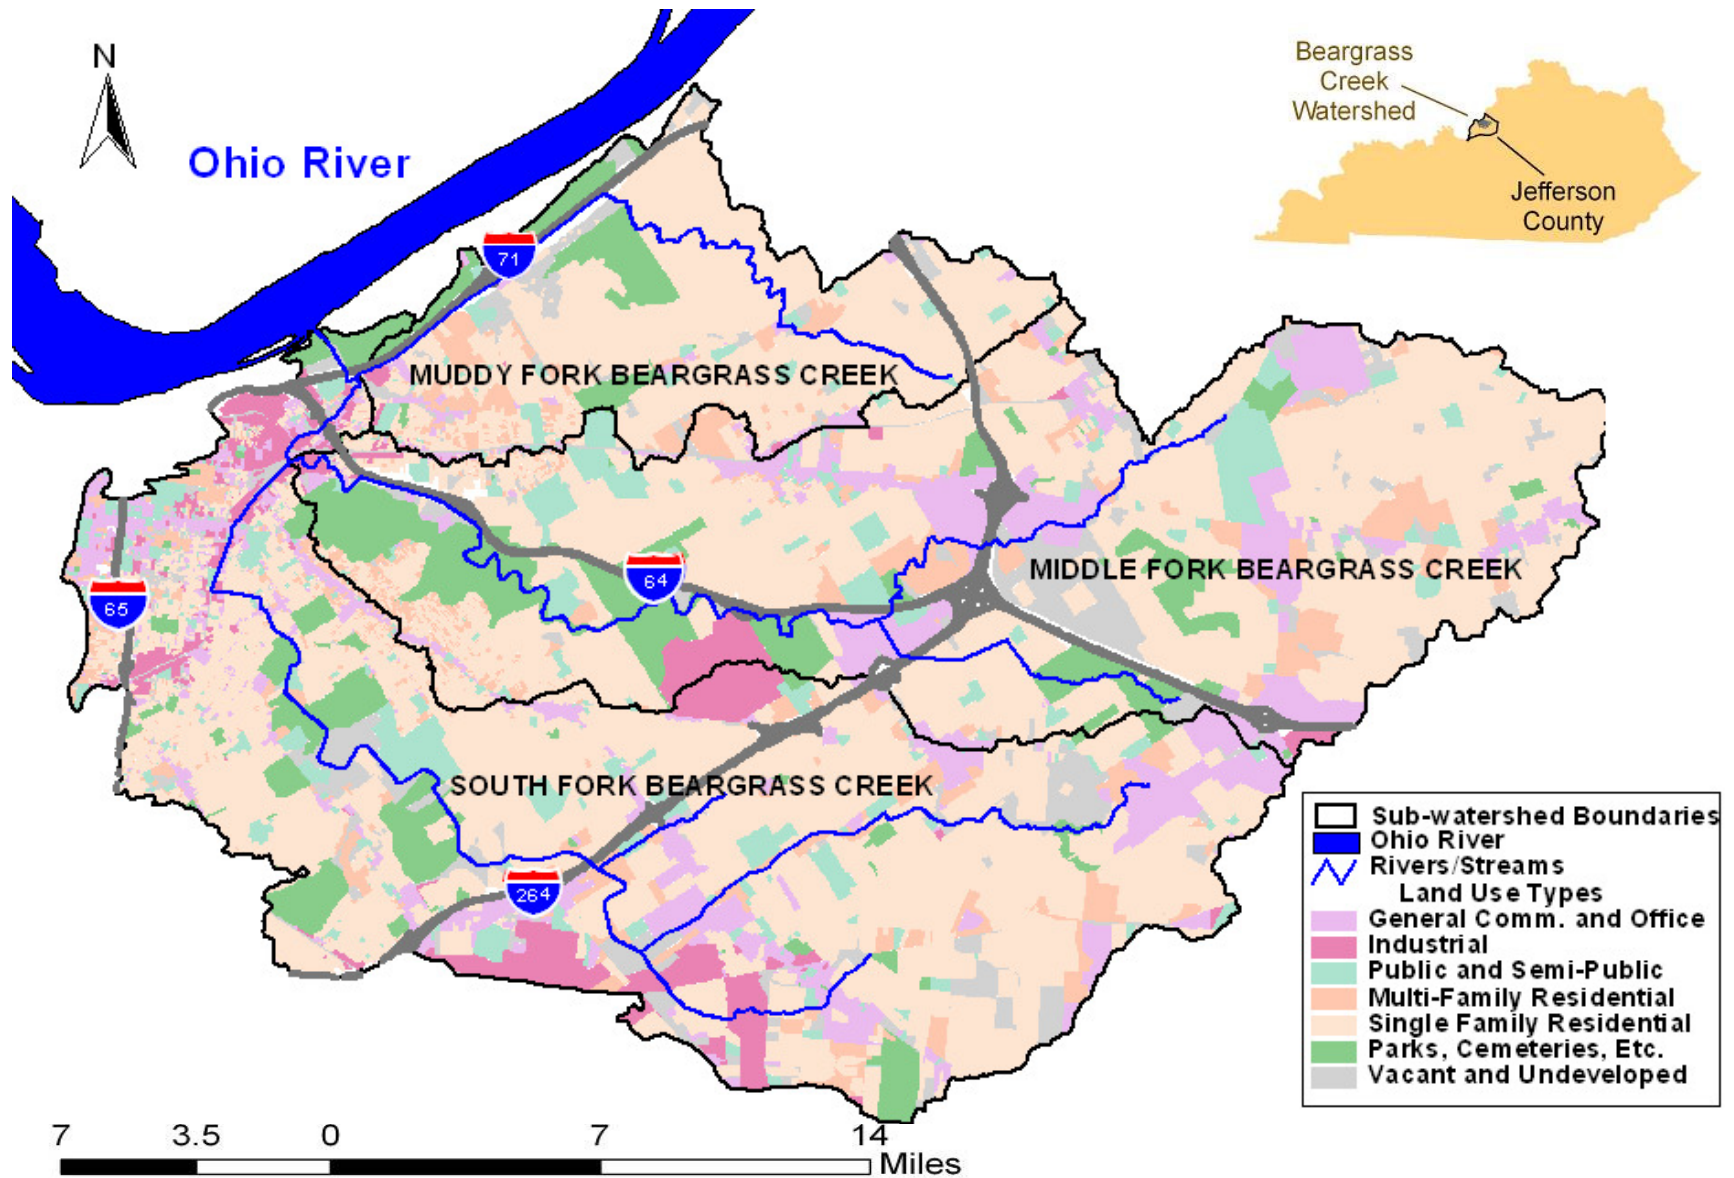 N
Ohio River
Beargrass
Creek
Watershed
Jefferson
County
71
MUDDY FORK BEARGRASS CREEK
64
MIDDLE FORK BEARGRASS CREEK
65
SOUTH FORK BEARGRASS CREEK
264
Sub-watershed Boundaries
Ohio River
Rivers/Streams
Land Use Types
General Comm. and Office
Industrial
Public and Semi-Public
Multi-Family Residential
Single Family Residential
Parks, Cemeteries, Etc.
Vacant and Undeveloped
7 3.5 0 7 14
Miles